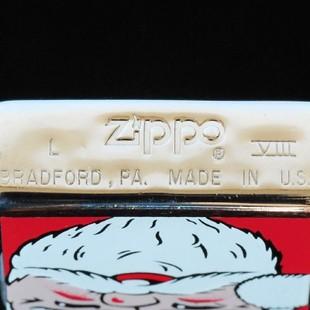 L zippo ® VIII
BRADFORD, PA. MADE IN U.S.